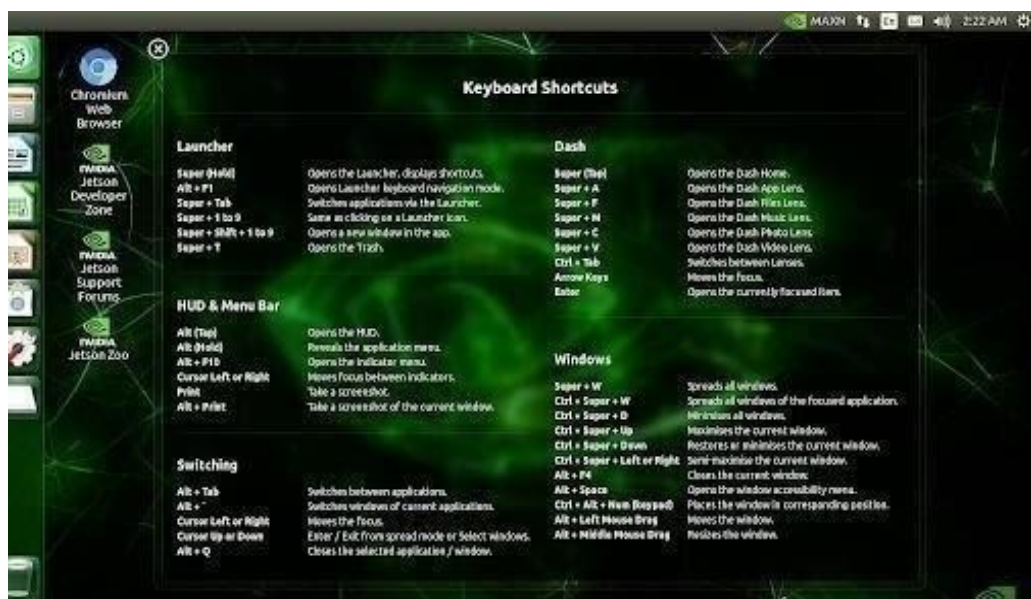 MAXN En 2:22 AM
Chromium
Web
Browser
NVIDIA
Jetson
Developer
Zone
NVIDIA
Jetson
Support
Forums
NVIDIA
Jetson Zoo
Keyboard Shortcuts
Launcher
Super (Hold) Opens the Launcher, displays shortcuts.
Alt + F1 Opens Launcher keyboard navigation mode.
Super + Tab Switches applications via the Launcher.
Super + 1 to 9 Same as clicking on a Launcher icon.
Super + Shift + 1 to 9 Opens a new window in the app.
Super + T Opens the Trash.
HUD & Menu Bar
Alt (Tap) Opens the HUD.
Alt (Hold) Reveals the application menu.
Alt + F10 Opens the indicator menu.
Cursor Left or Right Moves focus between indicators.
Print Take a screenshot.
Alt + Print Take a screenshot of the current window.
Switching
Alt + Tab Switches between applications.
Alt + ` Switches windows of current applications.
Cursor Left or Right Moves the focus.
Cursor Up or Down Enter / Exit from spread mode or Select windows.
Alt + Q Closes the selected application / window.
Dash
Super (Tap) Opens the Dash Home.
Super + A Opens the Dash App Lens.
Super + F Opens the Dash Files Lens.
Super + M Opens the Dash Music Lens.
Super + C Opens the Dash Photo Lens.
Super + V Opens the Dash Video Lens.
Ctrl + Tab Switches between Lenses.
Arrow Keys Moves the focus.
Enter Opens the currently focused item.
Windows
Super + W Spreads all windows.
Ctrl + Super + W Spreads all windows of the focused application.
Ctrl + Super + D Minimises all windows.
Ctrl + Super + Up Maximises the current window.
Ctrl + Super + Down Restores or minimises the current window.
Ctrl + Super + Left or Right Semi-maximise the current window.
Alt + F4 Closes the current window.
Alt + Space Opens the window accessibility menu.
Ctrl + Alt + Num (keypad) Places the window in corresponding position.
Alt + Left Mouse Drag Moves the window.
Alt + Middle Mouse Drag Resizes the window.